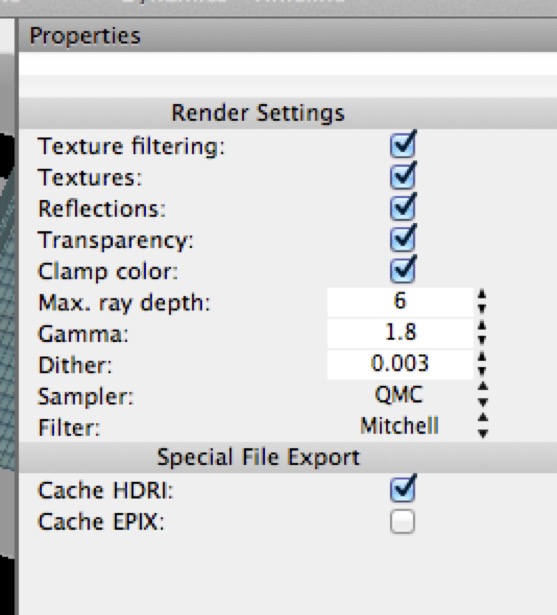 Properties
Render Settings
Texture filtering:
Textures:
Reflections:
Transparency:
Clamp color:
Max. ray depth: 6
Gamma: 1.8
Dither: 0.003
Sampler: QMC
Filter: Mitchell
Special File Export
Cache HDRI:
Cache EPIX: